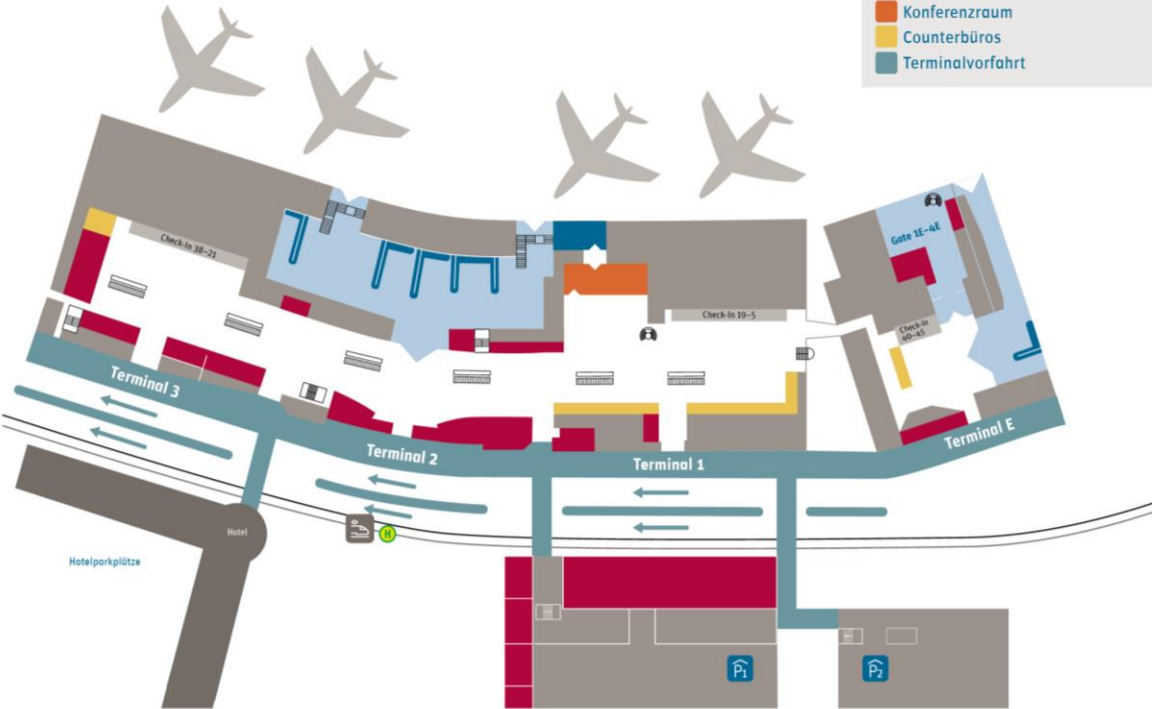 Konferenzraum
Counterbüros
Terminalvorfahrt
Gate 1E–4E
Check-In 38–21
Check-In 19–5
Check-In
40–45
Terminal 3
Terminal 2
Terminal 1
Terminal E
Hotel
H
Hotelparkplätze
P1
P2